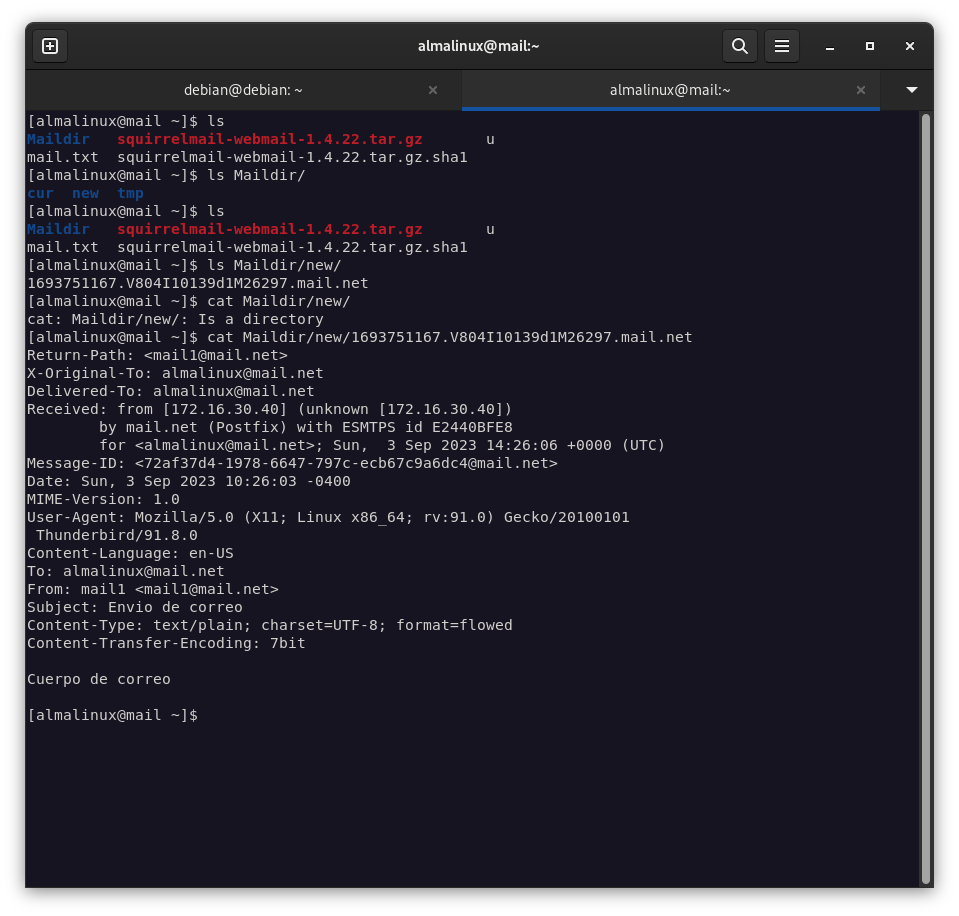 almalinux@mail:~
debian@debian: ~
almalinux@mail:~
[almalinux@mail ~]$ ls
Maildir   squirrelmail-webmail-1.4.22.tar.gz       u
mail.txt  squirrelmail-webmail-1.4.22.tar.gz.sha1
[almalinux@mail ~]$ ls Maildir/
cur  new  tmp
[almalinux@mail ~]$ ls
Maildir   squirrelmail-webmail-1.4.22.tar.gz       u
mail.txt  squirrelmail-webmail-1.4.22.tar.gz.sha1
[almalinux@mail ~]$ ls Maildir/new/
1693751167.V804I10139d1M26297.mail.net
[almalinux@mail ~]$ cat Maildir/new/
cat: Maildir/new/: Is a directory
[almalinux@mail ~]$ cat Maildir/new/1693751167.V804I10139d1M26297.mail.net
Return-Path: <mail1@mail.net>
X-Original-To: almalinux@mail.net
Delivered-To: almalinux@mail.net
Received: from [172.16.30.40] (unknown [172.16.30.40])
        by mail.net (Postfix) with ESMTPS id E2440BFE8
        for <almalinux@mail.net>; Sun,  3 Sep 2023 14:26:06 +0000 (UTC)
Message-ID: <72af37d4-1978-6647-797c-ecb67c9a6dc4@mail.net>
Date: Sun, 3 Sep 2023 10:26:03 -0400
MIME-Version: 1.0
User-Agent: Mozilla/5.0 (X11; Linux x86_64; rv:91.0) Gecko/20100101
 Thunderbird/91.8.0
Content-Language: en-US
To: almalinux@mail.net
From: mail1 <mail1@mail.net>
Subject: Envio de correo
Content-Type: text/plain; charset=UTF-8; format=flowed
Content-Transfer-Encoding: 7bit

Cuerpo de correo

[almalinux@mail ~]$